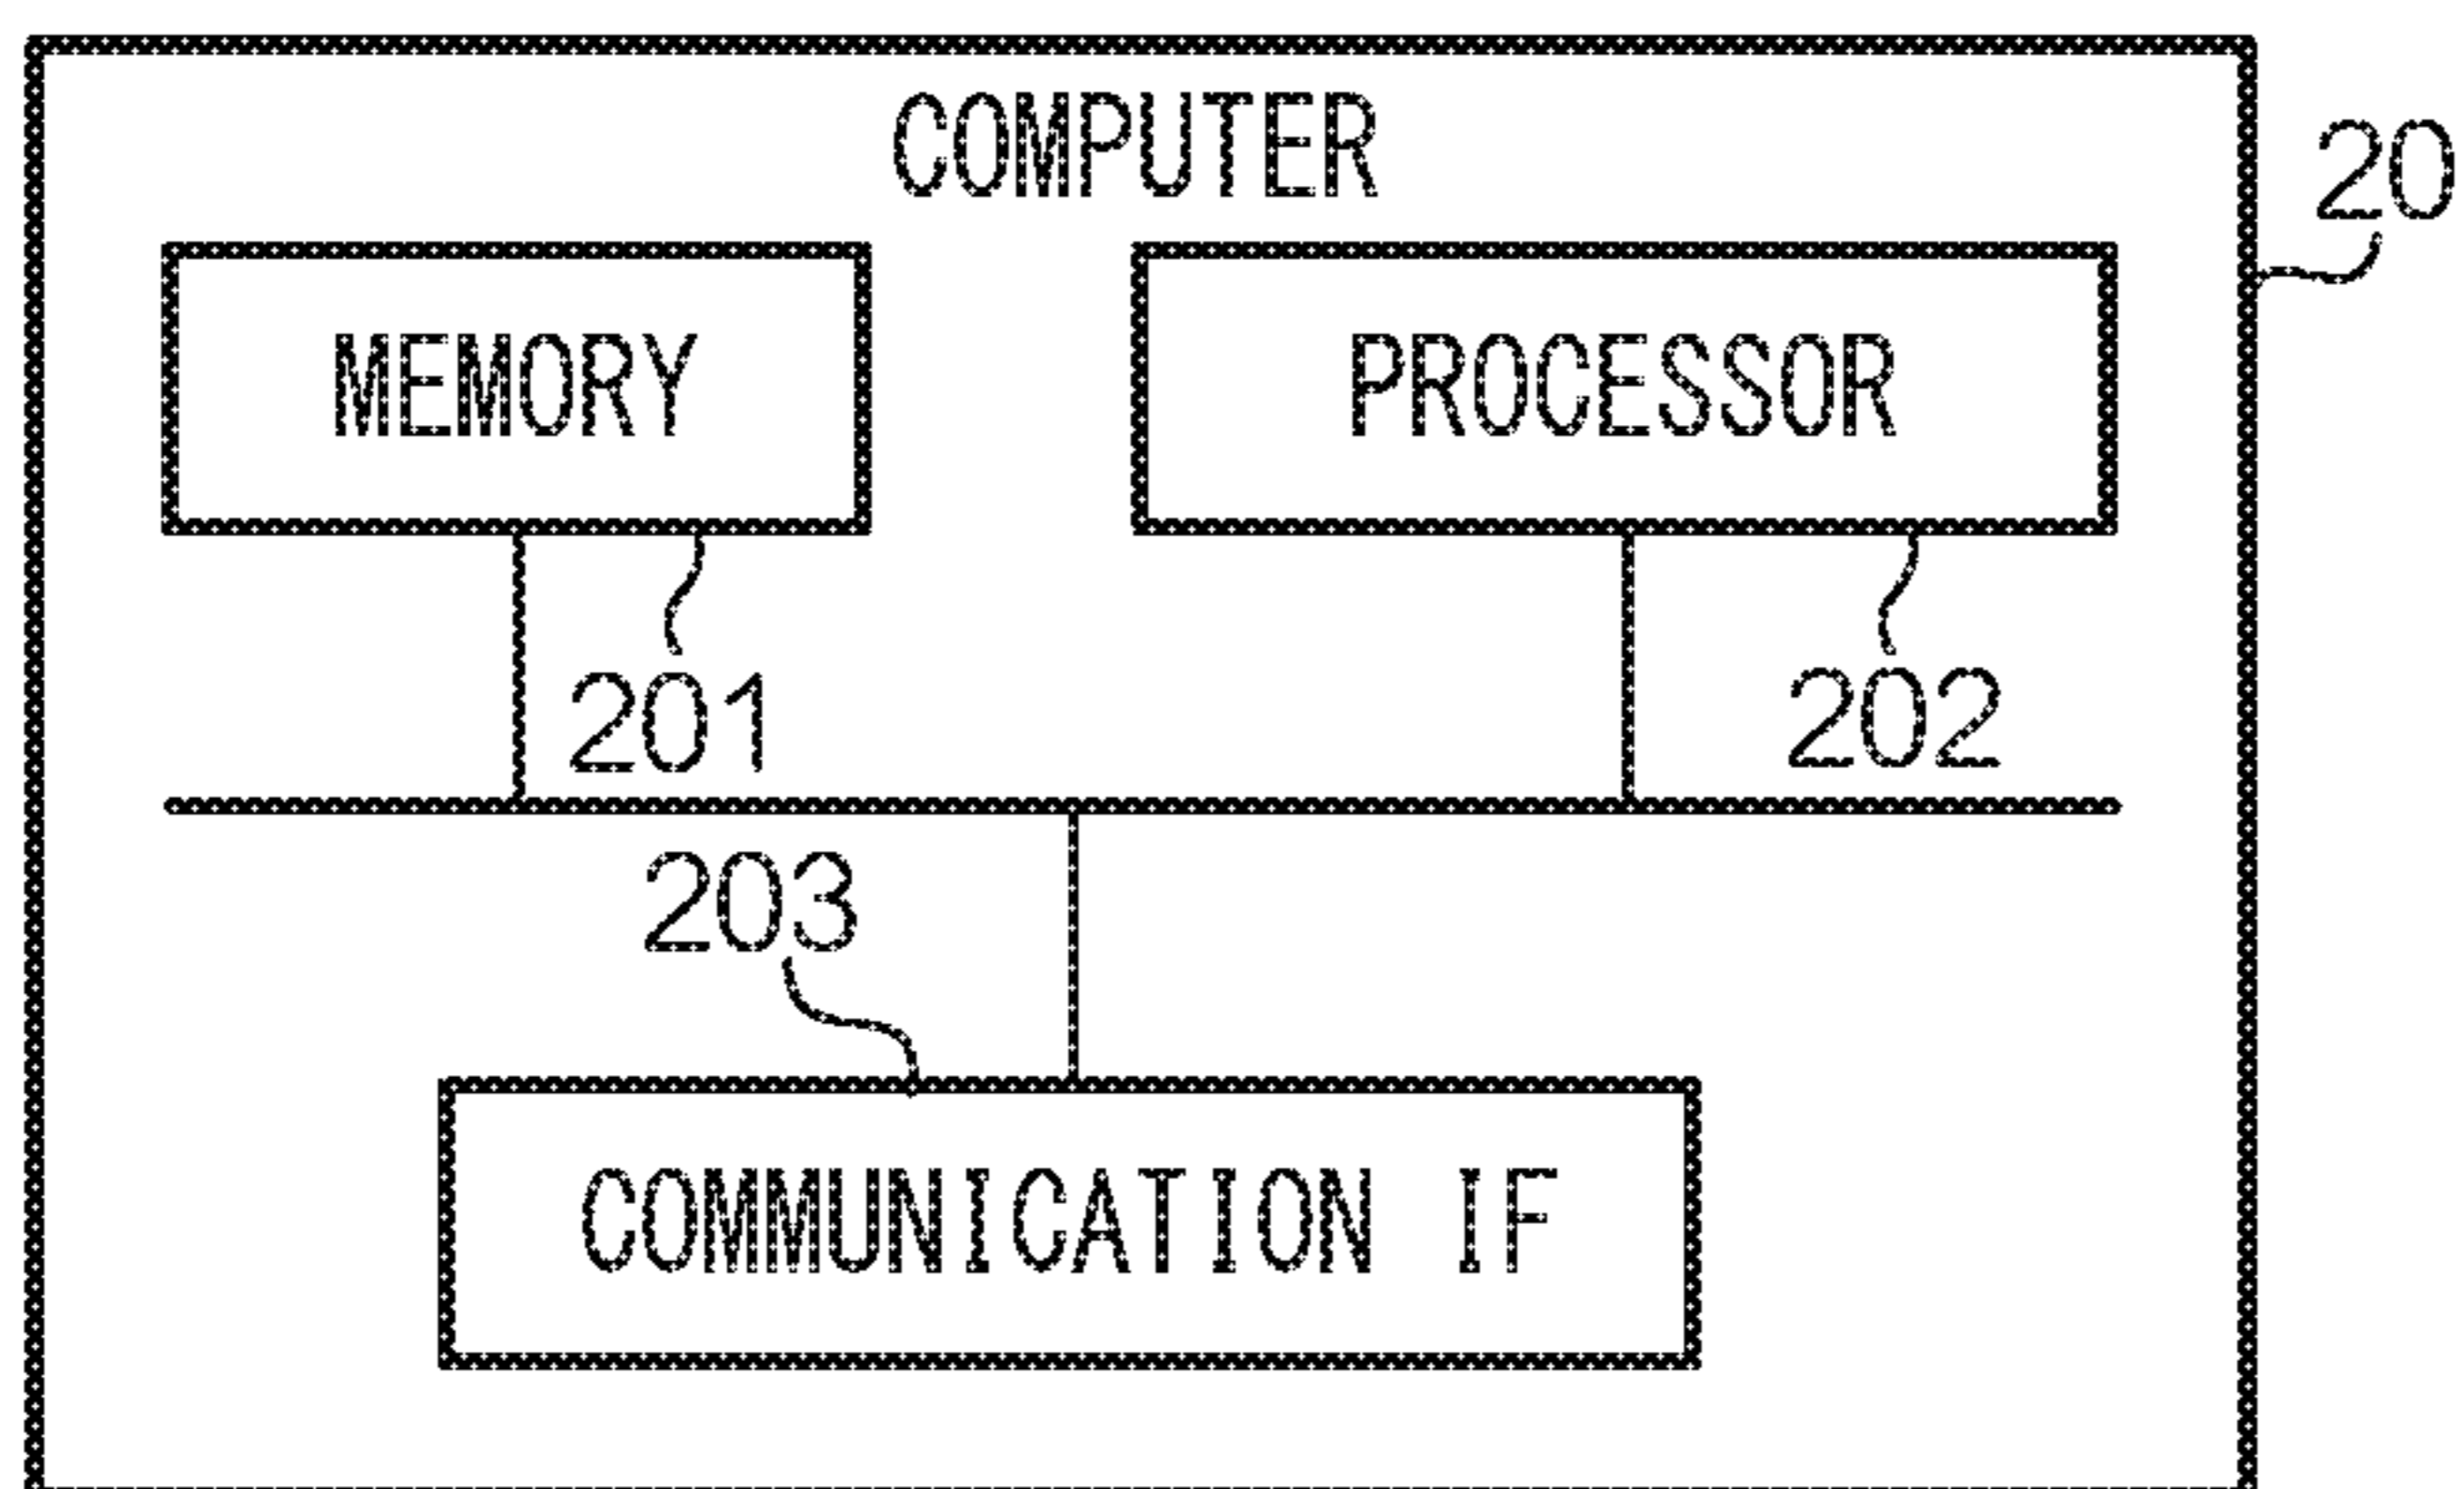 COMPUTER
20
MEMORY
PROCESSOR
201
202
203
COMMUNICATION IF